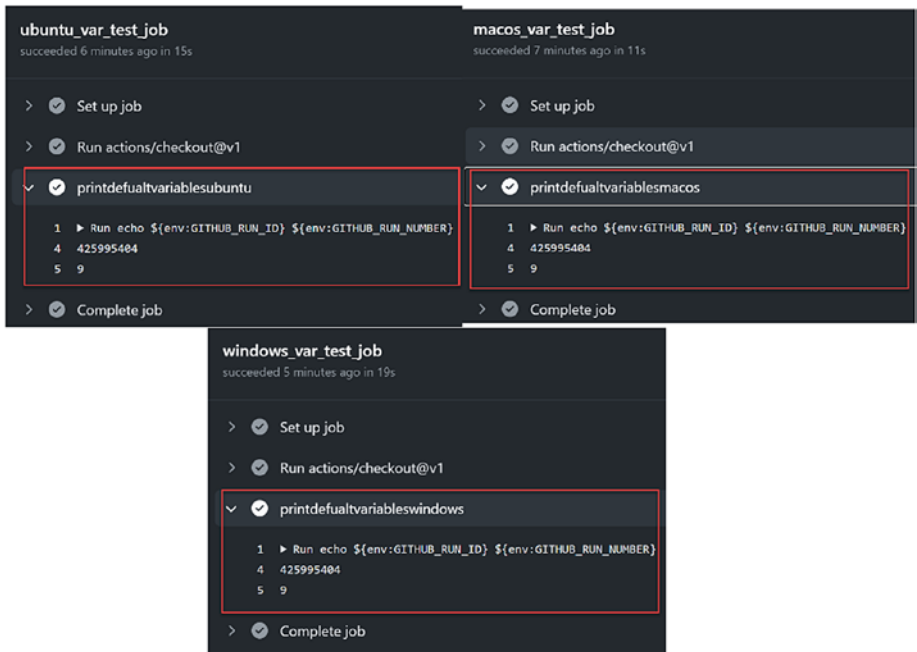 ubuntu_var_test_job
succeeded 6 minutes ago in 15s
Set up job
Run actions/checkout@v1
printdefualtvariablesubuntu
1 ▶ Run echo ${env:GITHUB_RUN_ID} ${env:GITHUB_RUN_NUMBER}
4 425995404
5 9
Complete job
macos_var_test_job
succeeded 7 minutes ago in 11s
Set up job
Run actions/checkout@v1
printdefualtvariablesmacos
1 ▶ Run echo ${env:GITHUB_RUN_ID} ${env:GITHUB_RUN_NUMBER}
4 425995404
5 9
Complete job
windows_var_test_job
succeeded 5 minutes ago in 19s
Set up job
Run actions/checkout@v1
printdefualtvariableswindows
1 ▶ Run echo ${env:GITHUB_RUN_ID} ${env:GITHUB_RUN_NUMBER}
4 425995404
5 9
Complete job